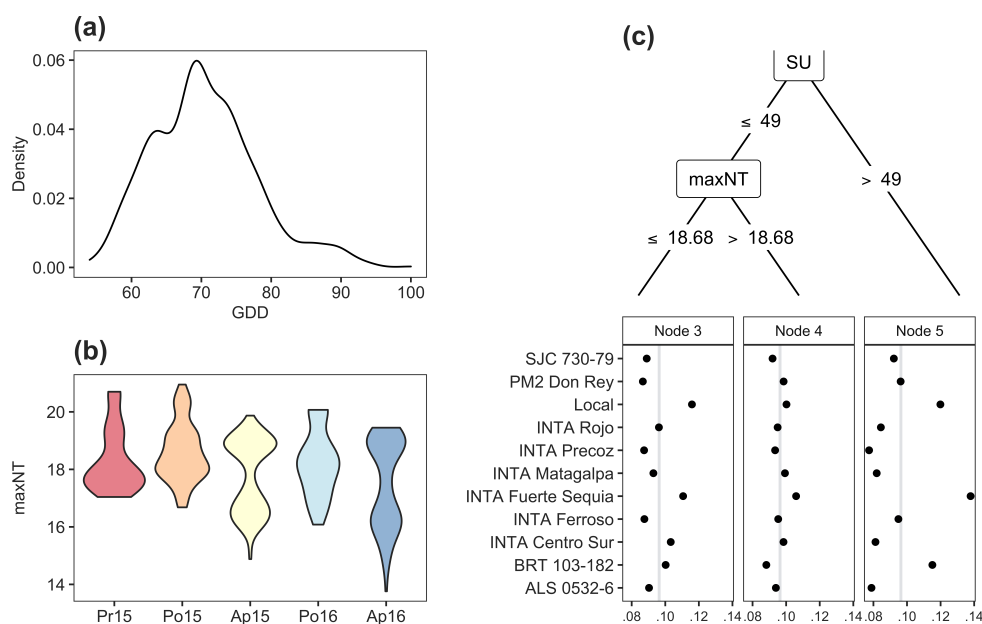 (a)
0.06
0.04
0.02
0.00
Density
60 70 80 90 100
GDD
(b)
20
18
16
14
maxNT
Pr15 Po15 Ap15 Po16 Ap16
(c)
SU
≤ 49
> 49
maxNT
≤ 18.68 > 18.68
Node 3 Node 4 Node 5
SJC 730-79
PM2 Don Rey
Local
INTA Rojo
INTA Precoz
INTA Matagalpa
INTA Fuerte Sequia
INTA Ferroso
INTA Centro Sur
BRT 103-182
ALS 0532-6
.08 .10 .12 .14 .08 .10 .12 .14 .08 .10 .12 .14